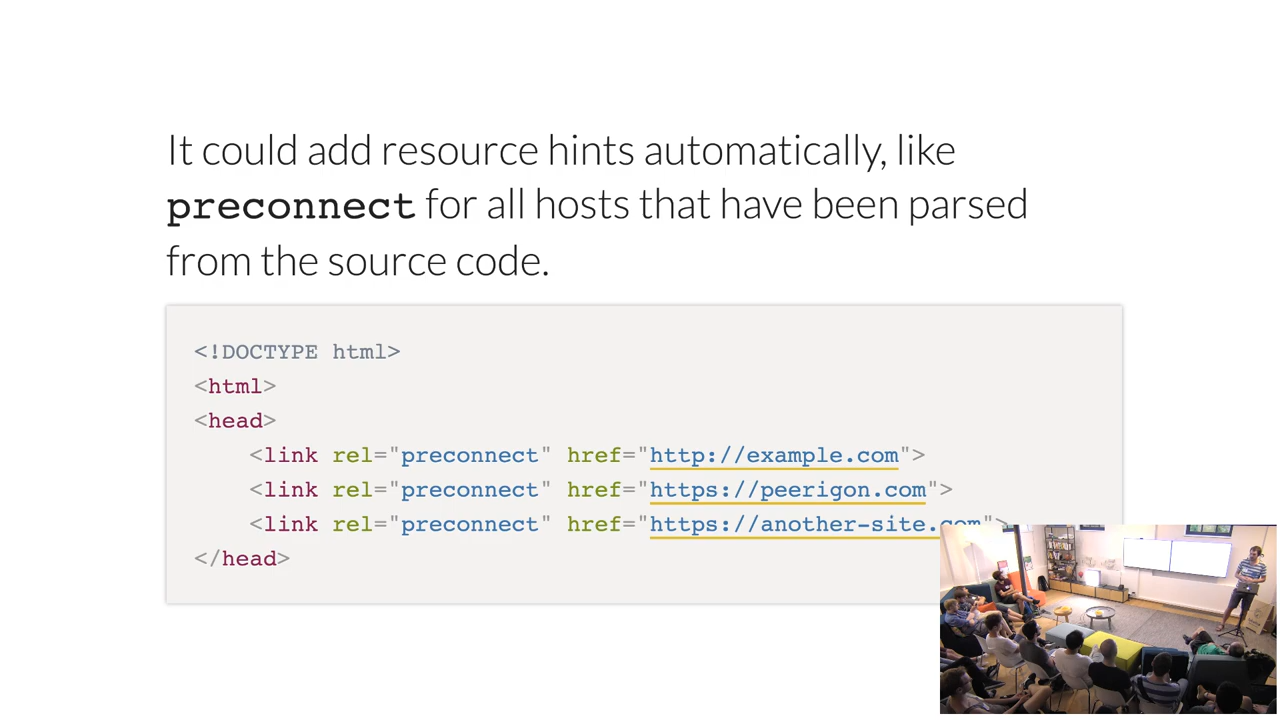 It could add resource hints automatically, like
preconnect for all hosts that have been parsed
from the source code.
<!DOCTYPE html>
<html>
<head>
<link rel="preconnect" href="http://example.com">
<link rel="preconnect" href="https://peerigon.com">
<link rel="preconnect" href="https://another-site.com">
</head>